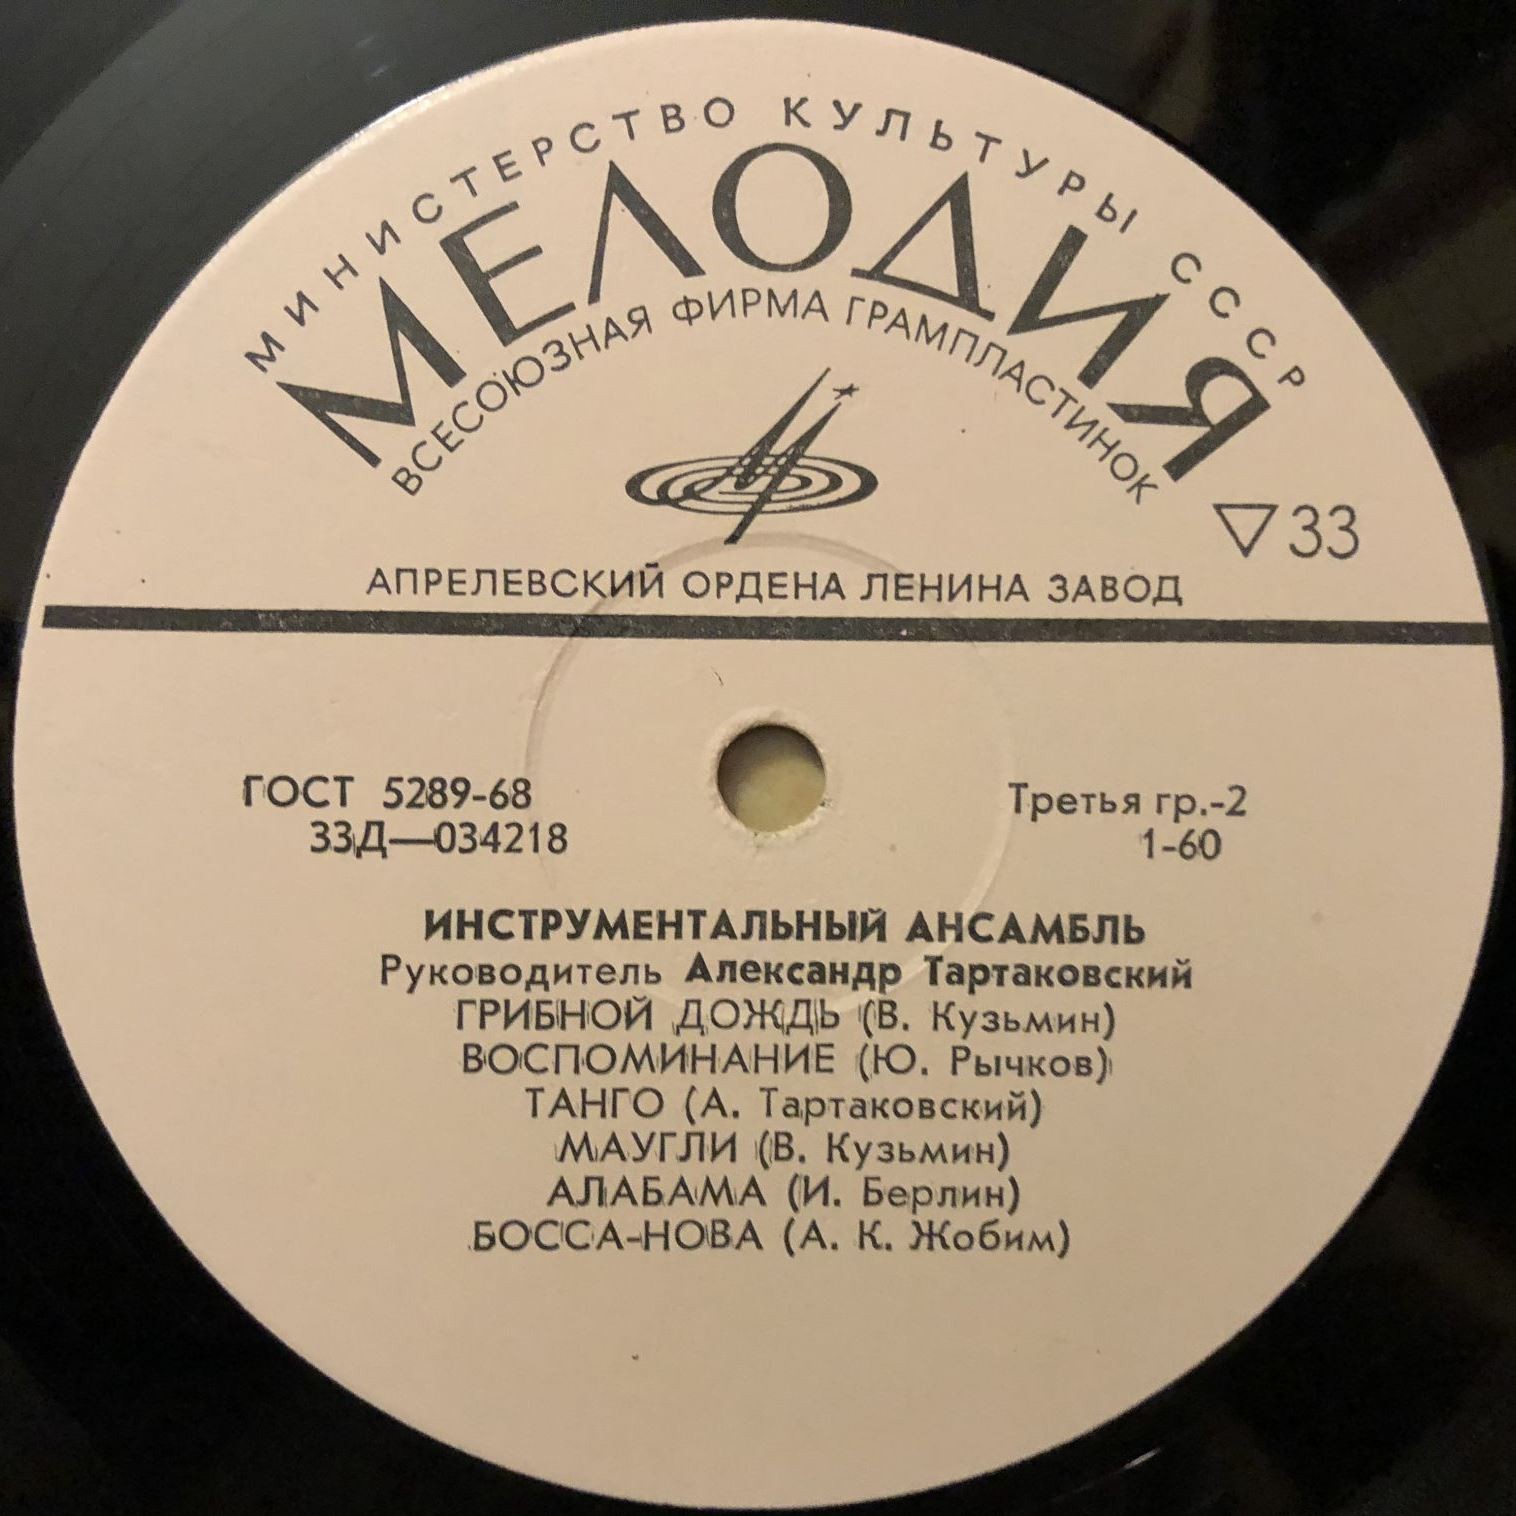 МИНИСТЕРСТВО КУЛЬТУРЫ СССР
МЕЛОДИЯ
ВСЕСОЮЗНАЯ ФИРМА ГРАМПЛАСТИНОК
33
АПРЕЛЕВСКИЙ ОРДЕНА ЛЕНИНА ЗАВОД
ГОСТ 5289-68
33Д—034218
Третья гр.-2
1-60
ИНСТРУМЕНТАЛЬНЫЙ АНСАМБЛЬ
Руководитель Александр Тартаковский
ГРИБНОЙ ДОЖДЬ (В. Кузьмин)
ВОСПОМИНАНИЕ (Ю. Рычков)
ТАНГО (А. Тартаковский)
МАУГЛИ (В. Кузьмин)
АЛАБАМА (И. Берлин)
БОССА-НОВА (А. К. Жобим)